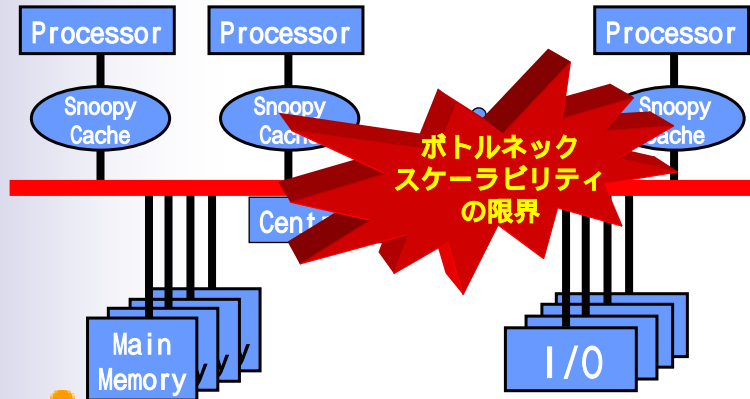 Processor
Processor
Processor
Snoopy
Cache
Snoopy
Cache
Snoopy
Cache
ボトルネック
スケーラビリティ
の限界
Main
Memory
I/O